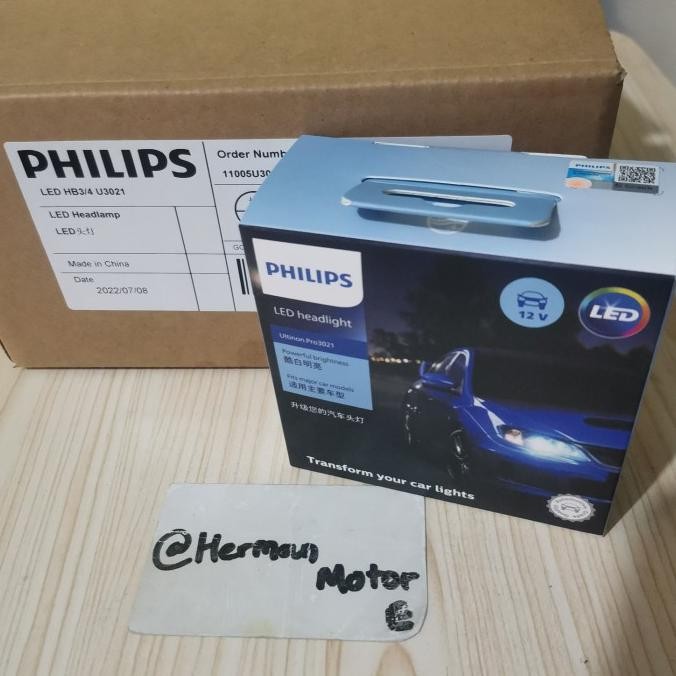 PHILIPS
LED HB3/4 U3021
LED Headlamp
LED头灯
Made in China
Date
2022/07/08
Order Numb
11005U30
PHILIPS
PHILIPS
LED headlight
Ultinon Pro3021
Powerful brightness
酷白明亮
Fits major car models
适用主要车型
升级您的汽车头灯
12 V
LED
Transform your car lights
@Herman
Motor
E